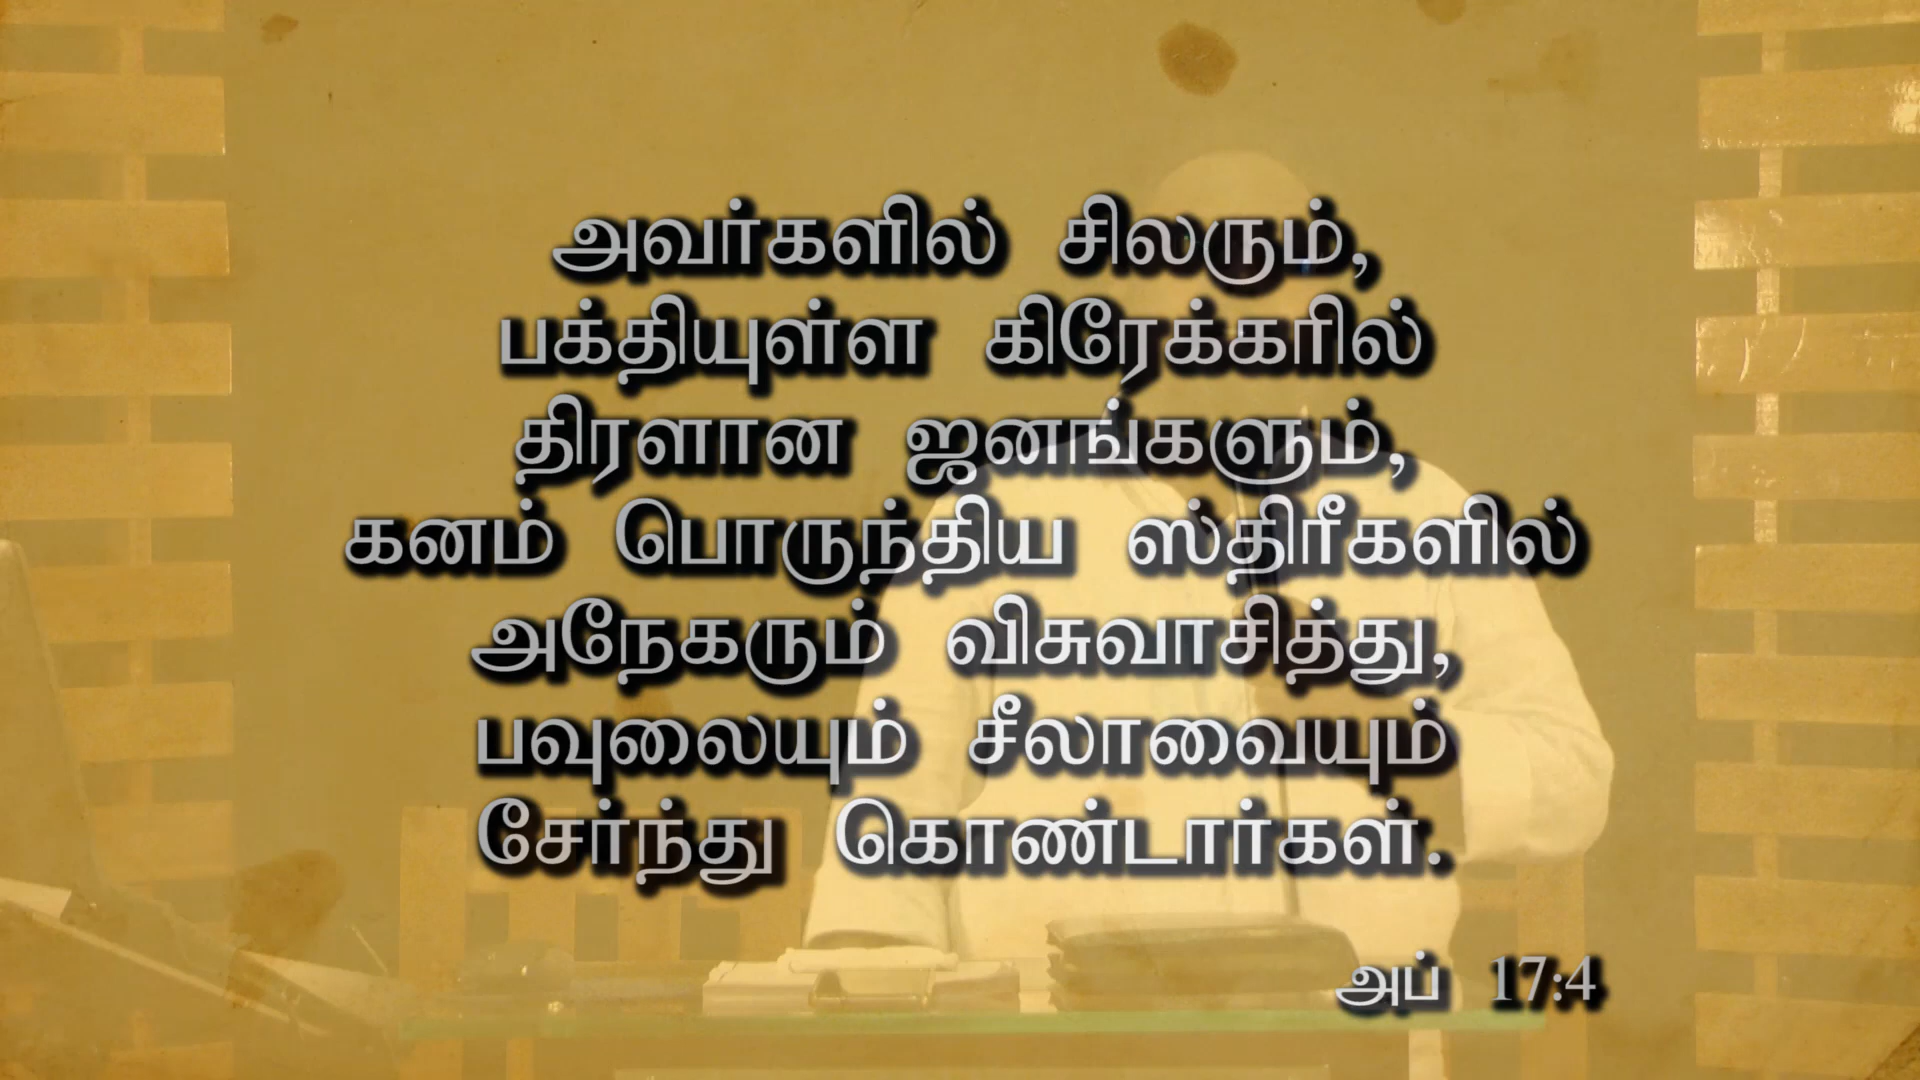 அவர்களில் சிலரும்,
பக்தியுள்ள கிரேக்கரில்
திரளான ஜனங்களும்,
கனம் பொருந்திய ஸ்திரீகளில்
அநேகரும் விசுவாசித்து,
பவுலையும் சீலாவையும்
சேர்ந்து கொண்டார்கள்.
அப் 17:4